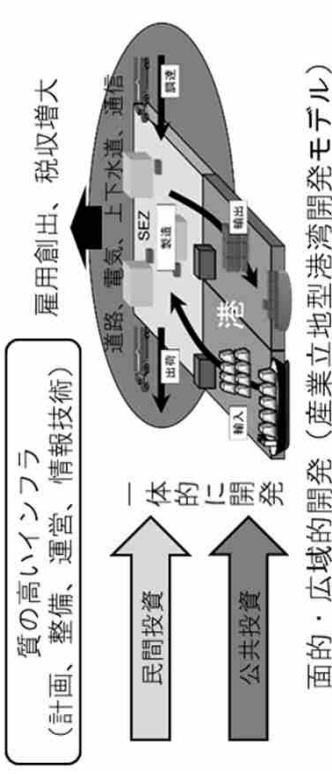 質の高いインフラ
(計画、整備、運営、情報技術)
雇用創出、税収増大
民間投資
公共投資
一体的に開発
道路、電気、上下水道、通信
SEZ
製造
出荷
調達
港
輸入
輸出
面的・広域的開発（産業立地型港湾開発モデル）